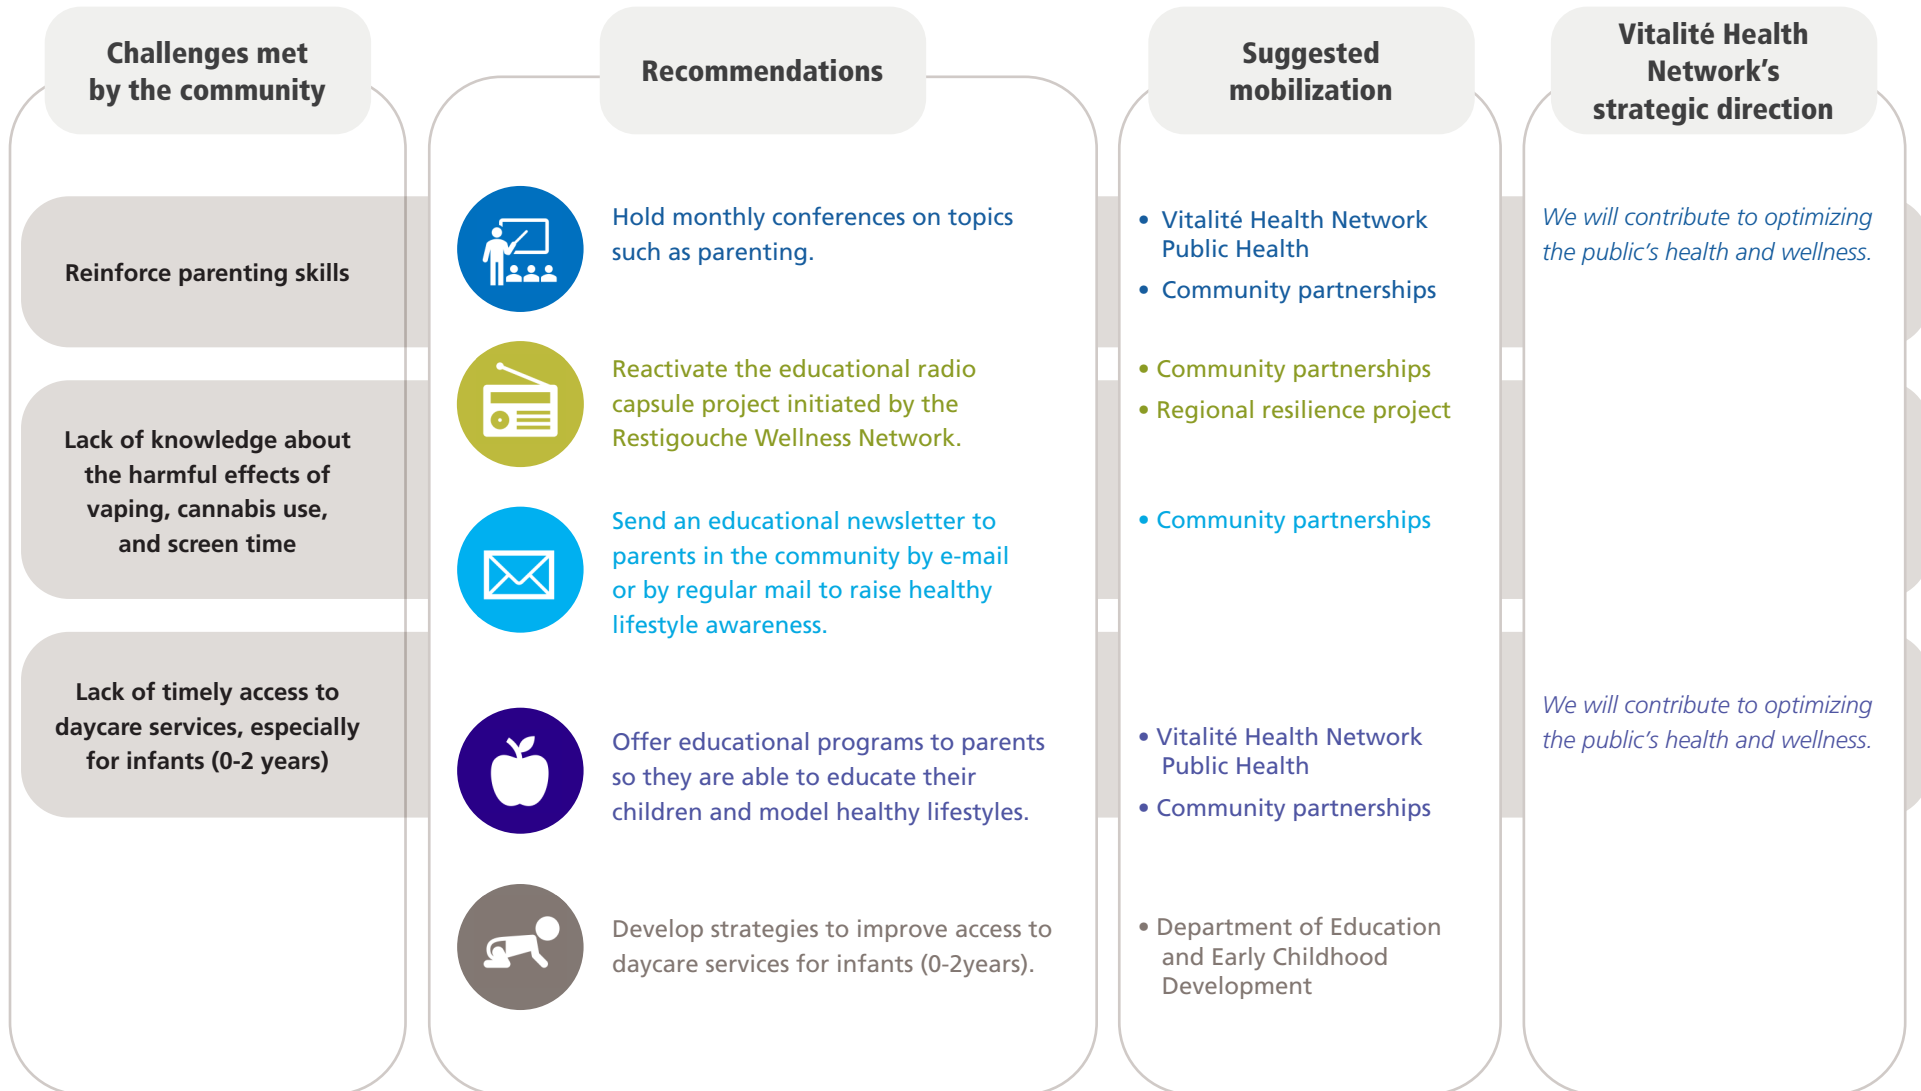 Challenges met
by the community
Recommendations
Suggested
mobilization
Vitalité Health
Network’s
strategic direction
Reinforce parenting skills
Lack of knowledge about
the harmful effects of
vaping, cannabis use,
and screen time
Lack of timely access to
daycare services, especially
for infants (0-2 years)
Hold monthly conferences on topics
such as parenting.
• Vitalité Health Network
Public Health
• Community partnerships
We will contribute to optimizing
the public’s health and wellness.
Reactivate the educational radio
capsule project initiated by the
Restigouche Wellness Network.
• Community partnerships
• Regional resilience project
Send an educational newsletter to
parents in the community by e-mail
or by regular mail to raise healthy
lifestyle awareness.
• Community partnerships
Offer educational programs to parents
so they are able to educate their
children and model healthy lifestyles.
• Vitalité Health Network
Public Health
• Community partnerships
We will contribute to optimizing
the public’s health and wellness.
Develop strategies to improve access to
daycare services for infants (0-2years).
• Department of Education
and Early Childhood
Development